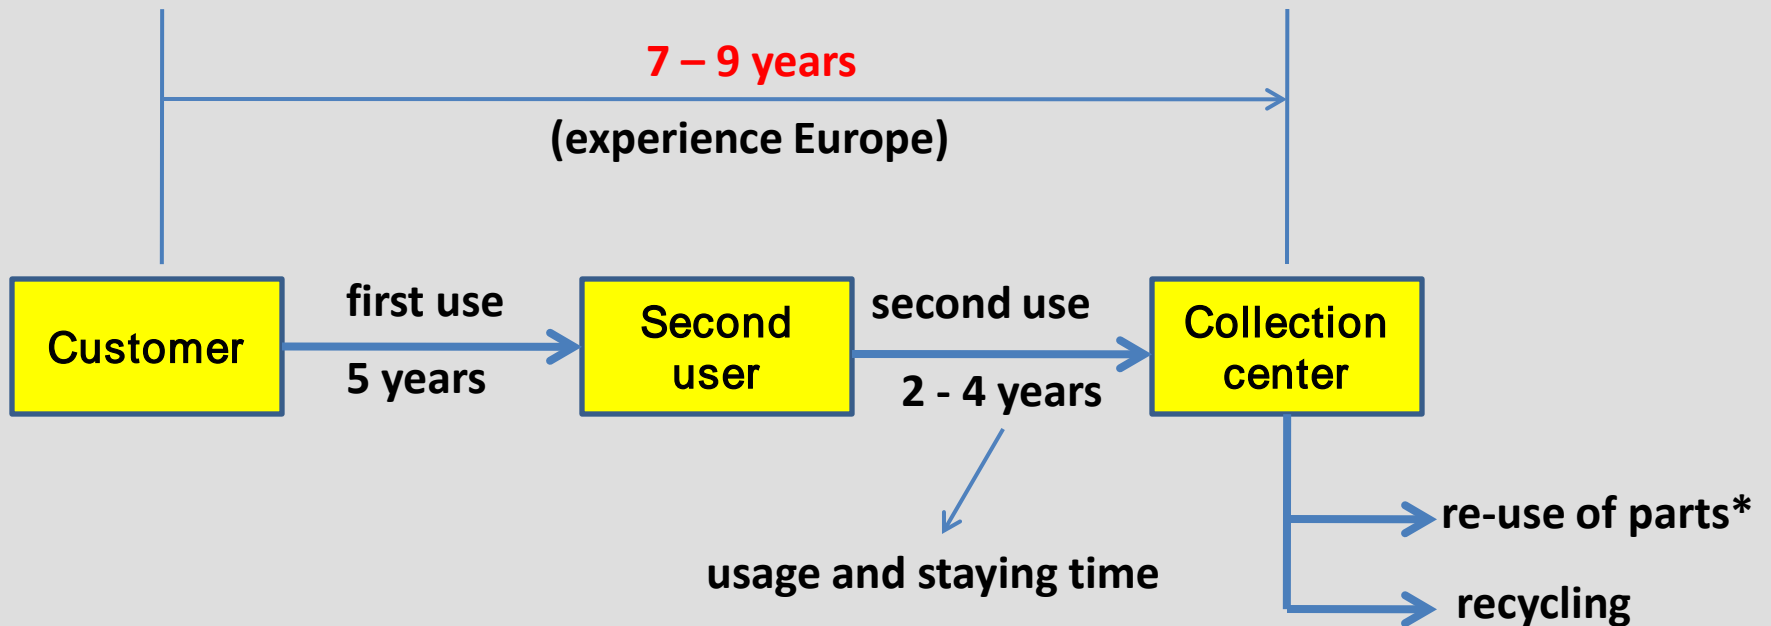 7 – 9 years
(experience Europe)
Customer
first use
5 years
Second
user
second use
2 - 4 years
Collection
center
usage and staying time
re-use of parts*
recycling